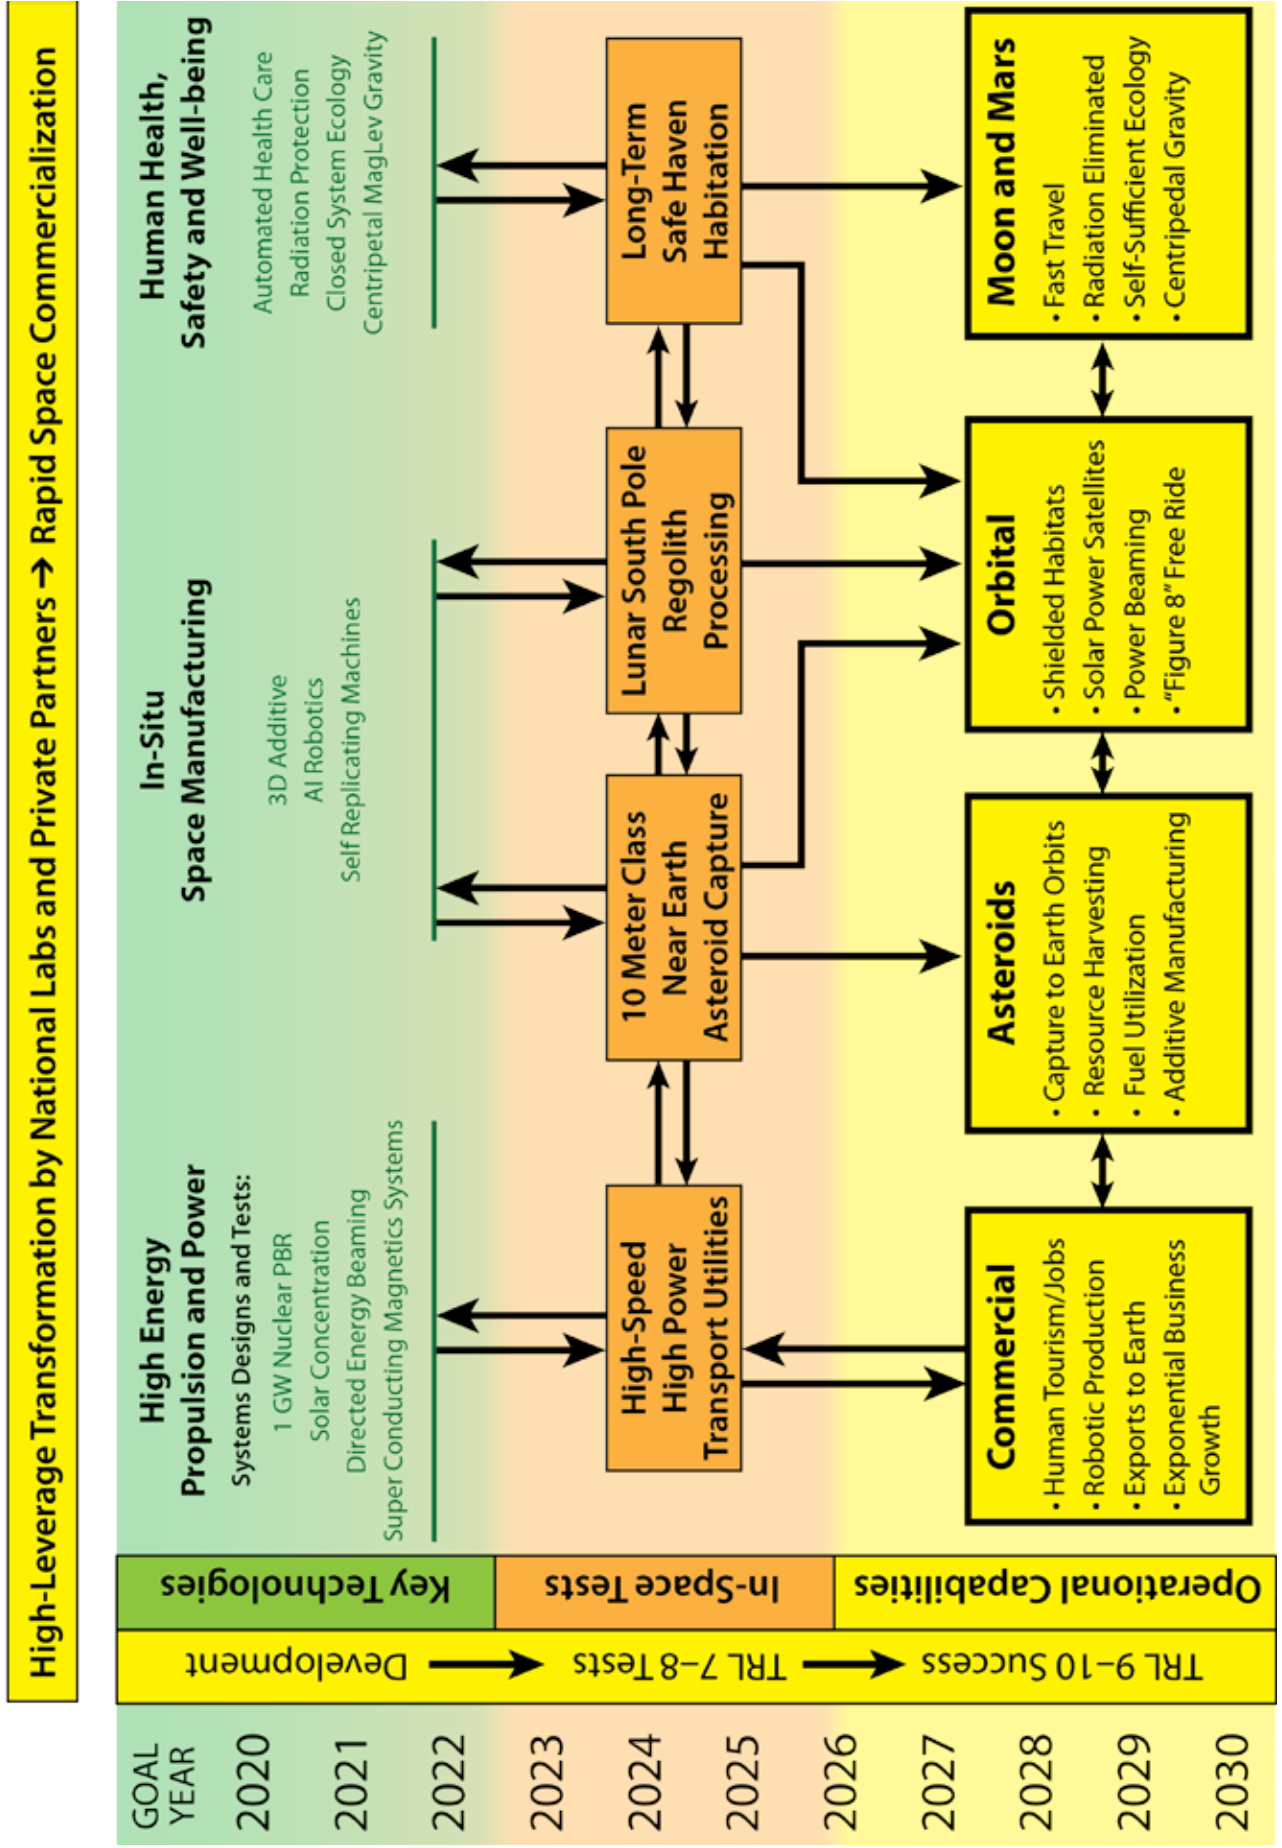 High-Leverage Transformation by National Labs and Private Partners → Rapid Space Commercialization
GOAL
YEAR
2020
2021
2022
2023
2024
2025
2026
2027
2028
2029
2030
Development → TRL 7–8 Tests → TRL 9–10 Success
Key Technologies
In-Space Tests
Operational Capabilities
High Energy
Propulsion and Power
Systems Designs and Tests:
1 GW Nuclear PBR
Solar Concentration
Directed Energy Beaming
Super Conducting Magnetics Systems
In-Situ
Space Manufacturing
3D Additive
AI Robotics
Self Replicating Machines
Human Health,
Safety and Well-being
Automated Health Care
Radiation Protection
Closed System Ecology
Centripetal MagLev Gravity
High-Speed
High Power
Transport Utilities
10 Meter Class
Near Earth
Asteroid Capture
Lunar South Pole
Regolith
Processing
Long-Term
Safe Haven
Habitation
Commercial
• Human Tourism/Jobs
• Robotic Production
• Exports to Earth
• Exponential Business
Growth
Asteroids
• Capture to Earth Orbits
• Resource Harvesting
• Fuel Utilization
• Additive Manufacturing
Orbital
• Shielded Habitats
• Solar Power Satellites
• Power Beaming
• “Figure 8” Free Ride
Moon and Mars
• Fast Travel
• Radiation Eliminated
• Self-Sufficient Ecology
• Centripedal Gravity